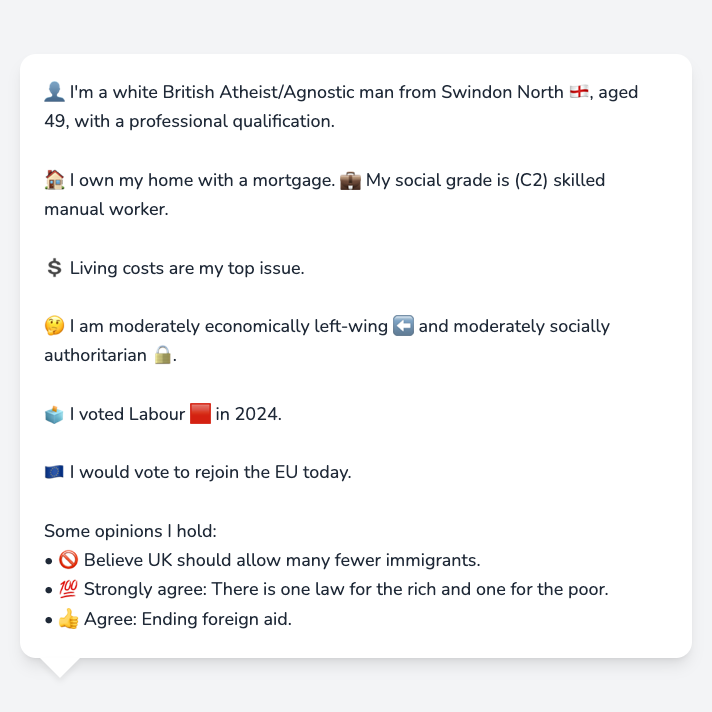 👤 I'm a white British Atheist/Agnostic man from Swindon North 🏴󠁧󠁢󠁥󠁮󠁧󠁿, aged
49, with a professional qualification.
🏠 I own my home with a mortgage. 💼 My social grade is (C2) skilled
manual worker.
💲 Living costs are my top issue.
🤔 I am moderately economically left-wing ⬅️ and moderately socially
authoritarian 🔒.
🗳️ I voted Labour 🟥 in 2024.
🇪🇺 I would vote to rejoin the EU today.
Some opinions I hold:
• 🚫 Believe UK should allow many fewer immigrants.
• 💯 Strongly agree: There is one law for the rich and one for the poor.
• 👍 Agree: Ending foreign aid.